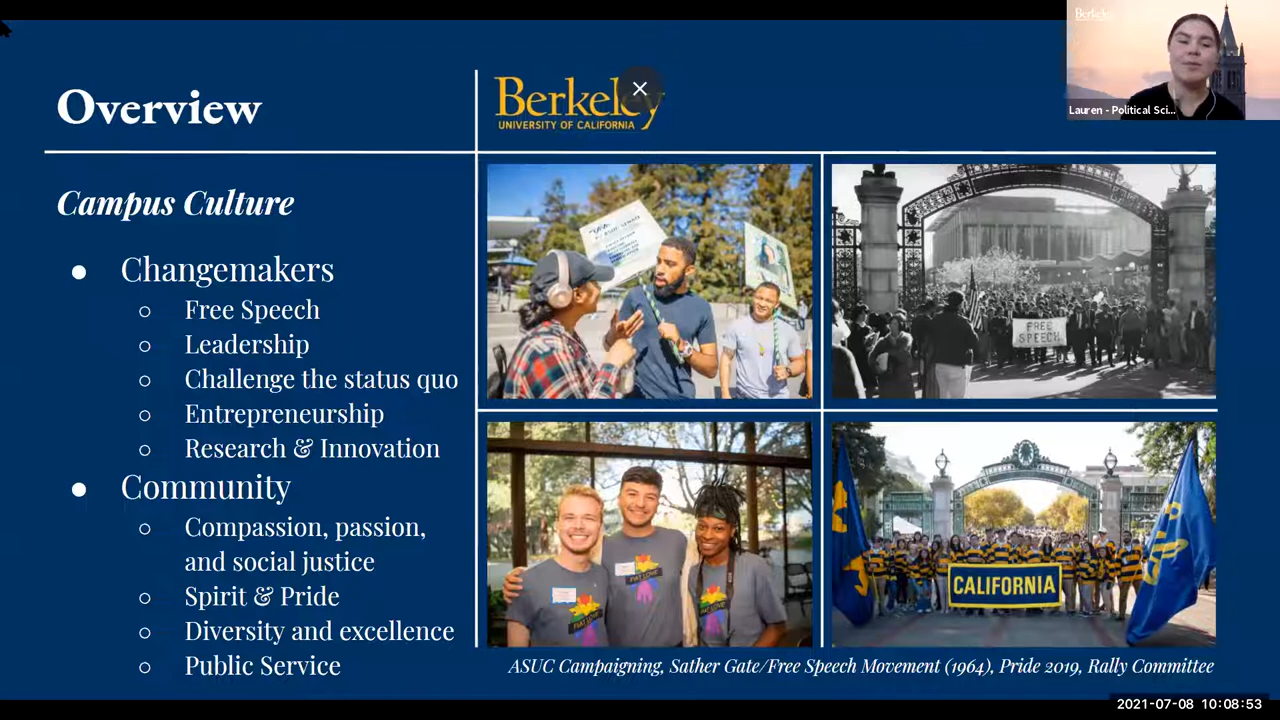 Overview
Berkeley
UNIVERSITY OF CALIFORNIA
Berkeley
Lauren - Political Sci...
Campus Culture
● Changemakers
○ Free Speech
○ Leadership
○ Challenge the status quo
○ Entrepreneurship
○ Research & Innovation
● Community
○ Compassion, passion,
and social justice
○ Spirit & Pride
○ Diversity and excellence
○ Public Service
FREE
SPEECH
CALIFORNIA
ASUC Campaigning, Sather Gate/Free Speech Movement (1964), Pride 2019, Rally Committee
2021-07-08 10:08:53